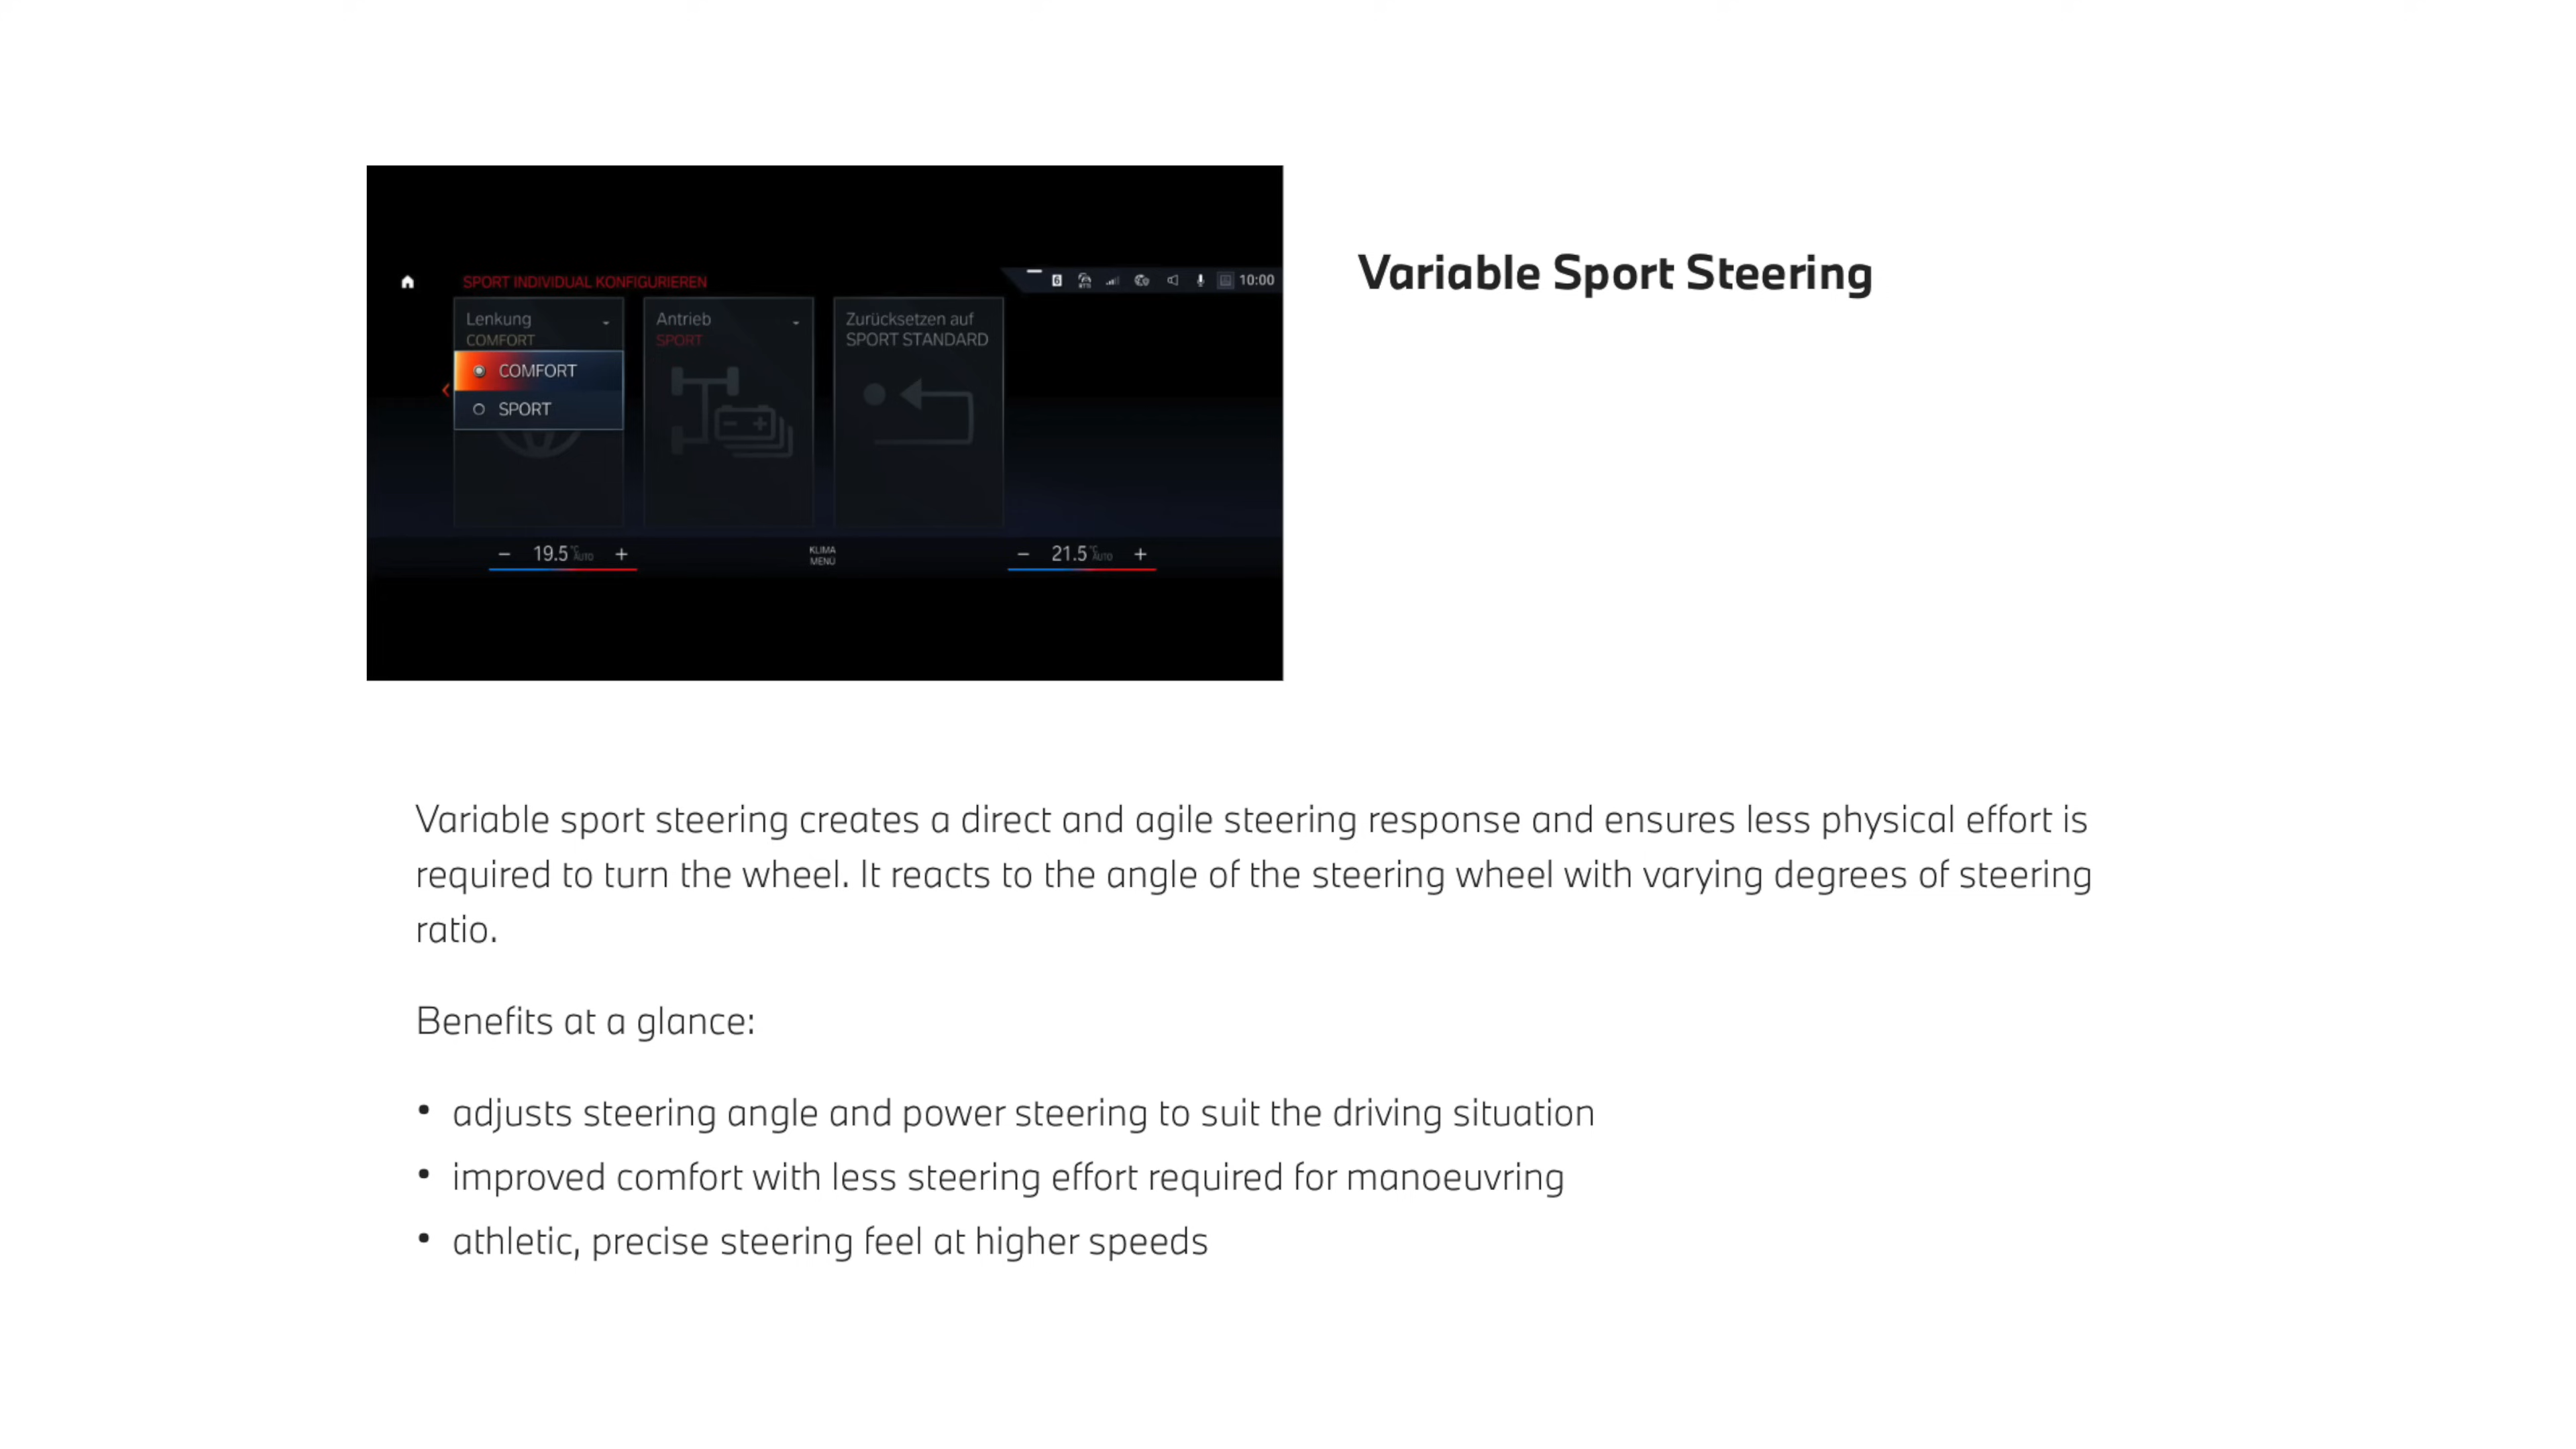 SPORT INDIVIDUAL KONFIGURIEREN
6
10:00
Lenkung
COMFORT
COMFORT
SPORT
Antrieb
SPORT
Zurücksetzen auf
SPORT STANDARD
− 19.5 °C AUTO +
KLIMA
MENÜ
− 21.5 °C AUTO +
Variable Sport Steering
Variable sport steering creates a direct and agile steering response and ensures less physical effort is
required to turn the wheel. It reacts to the angle of the steering wheel with varying degrees of steering
ratio.
Benefits at a glance:
• adjusts steering angle and power steering to suit the driving situation
• improved comfort with less steering effort required for manoeuvring
• athletic, precise steering feel at higher speeds